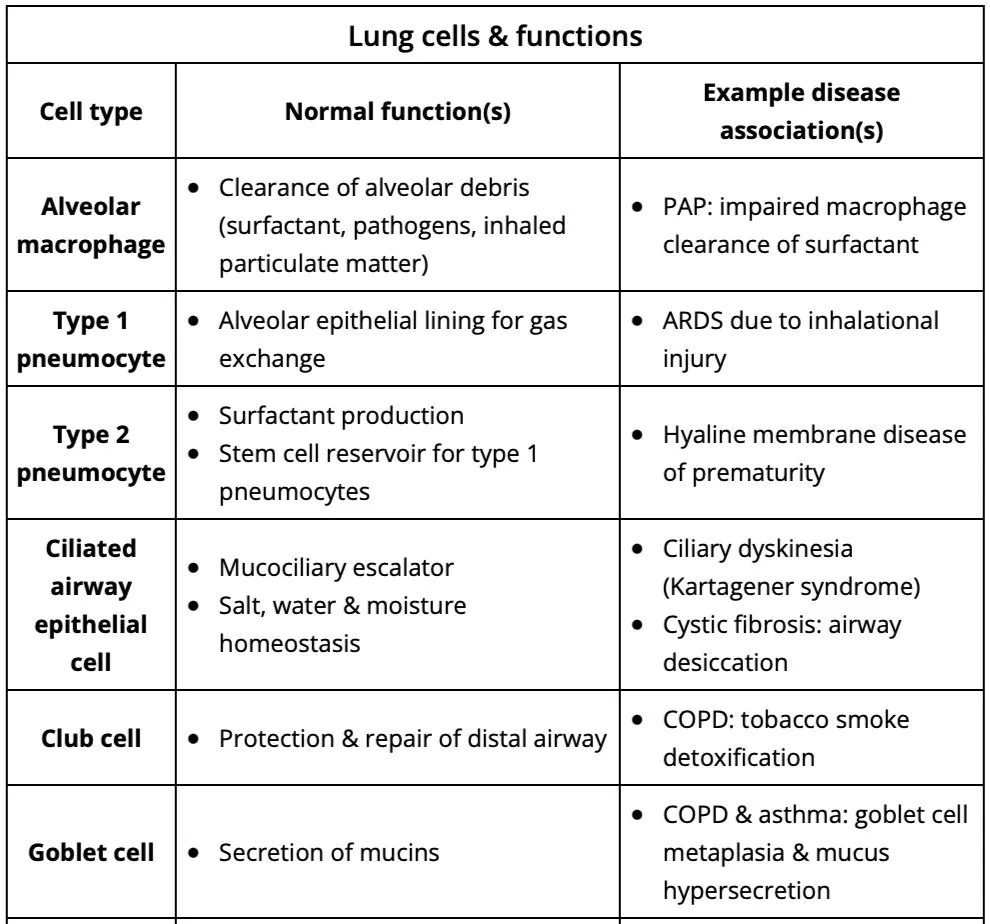 Lung cells & functions
Cell type
Normal function(s)
Example disease
association(s)
Alveolar
macrophage
• Clearance of alveolar debris
(surfactant, pathogens, inhaled
particulate matter)
• PAP: impaired macrophage
clearance of surfactant
Type 1
pneumocyte
• Alveolar epithelial lining for gas
exchange
• ARDS due to inhalational
injury
Type 2
pneumocyte
• Surfactant production
• Stem cell reservoir for type 1
pneumocytes
• Hyaline membrane disease
of prematurity
Ciliated
airway
epithelial
cell
• Mucociliary escalator
• Salt, water & moisture
homeostasis
• Ciliary dyskinesia
(Kartagener syndrome)
• Cystic fibrosis: airway
desiccation
Club cell
• Protection & repair of distal airway
• COPD: tobacco smoke
detoxification
Goblet cell
• Secretion of mucins
• COPD & asthma: goblet cell
metaplasia & mucus
hypersecretion